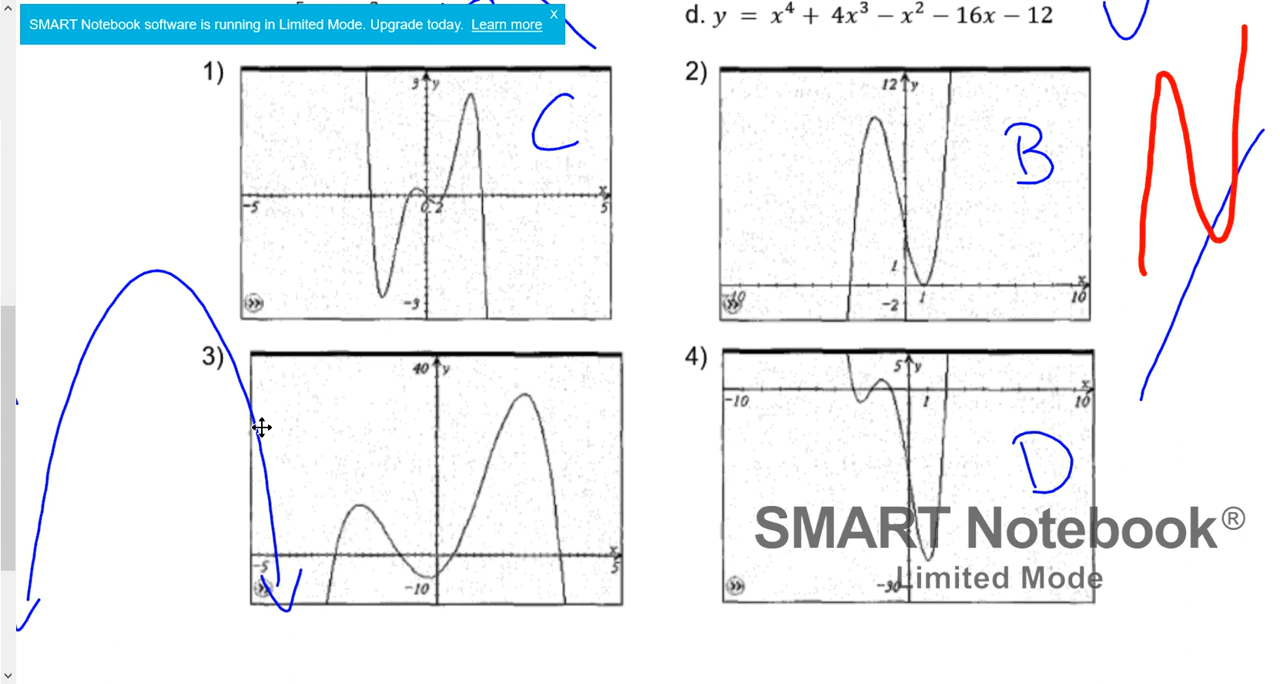 d. y = x⁴ + 4x³ − x² − 16x − 12
SMART Notebook software is running in Limited Mode. Upgrade today. Learn more X
1)
3 y
C
x
-5
0.2
5
-3
2)
12 y
B
1
x
-10
1
10
-2
3)
40 y
x
-5
5
-10
4)
5 y
x
-10
1
10
D
-30
SMART Notebook®
Limited Mode